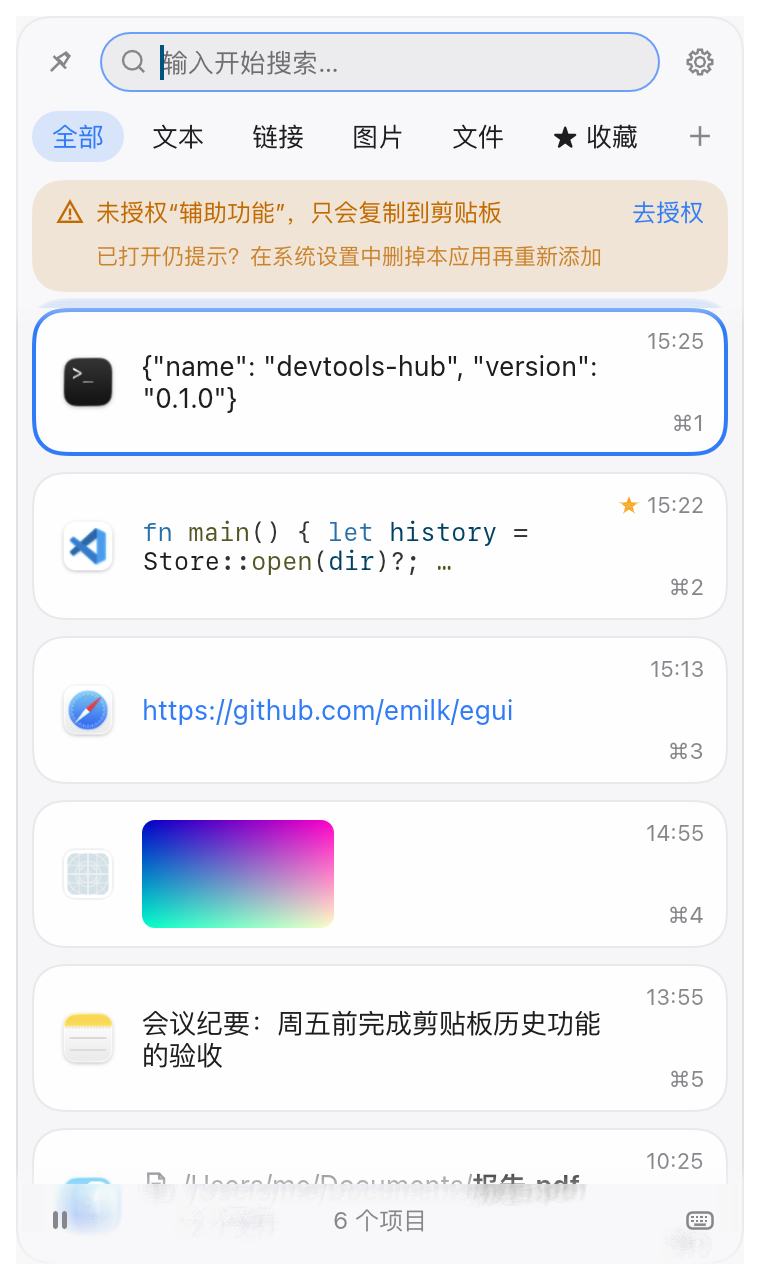 输入开始搜索...
全部 文本 链接 图片 文件 ★ 收藏 +
未授权“辅助功能”，只会复制到剪贴板 去授权
已打开仍提示？在系统设置中删掉本应用再重新添加
15:25
{"name": "devtools-hub", "version":
"0.1.0"}
⌘1
★ 15:22
fn main() { let history =
Store::open(dir)?; …
⌘2
15:13
https://github.com/emilk/egui
⌘3
14:55
⌘4
13:55
会议纪要：周五前完成剪贴板历史功能
的验收
⌘5
10:25
/Users/me/Documents/报告.pdf
6 个项目